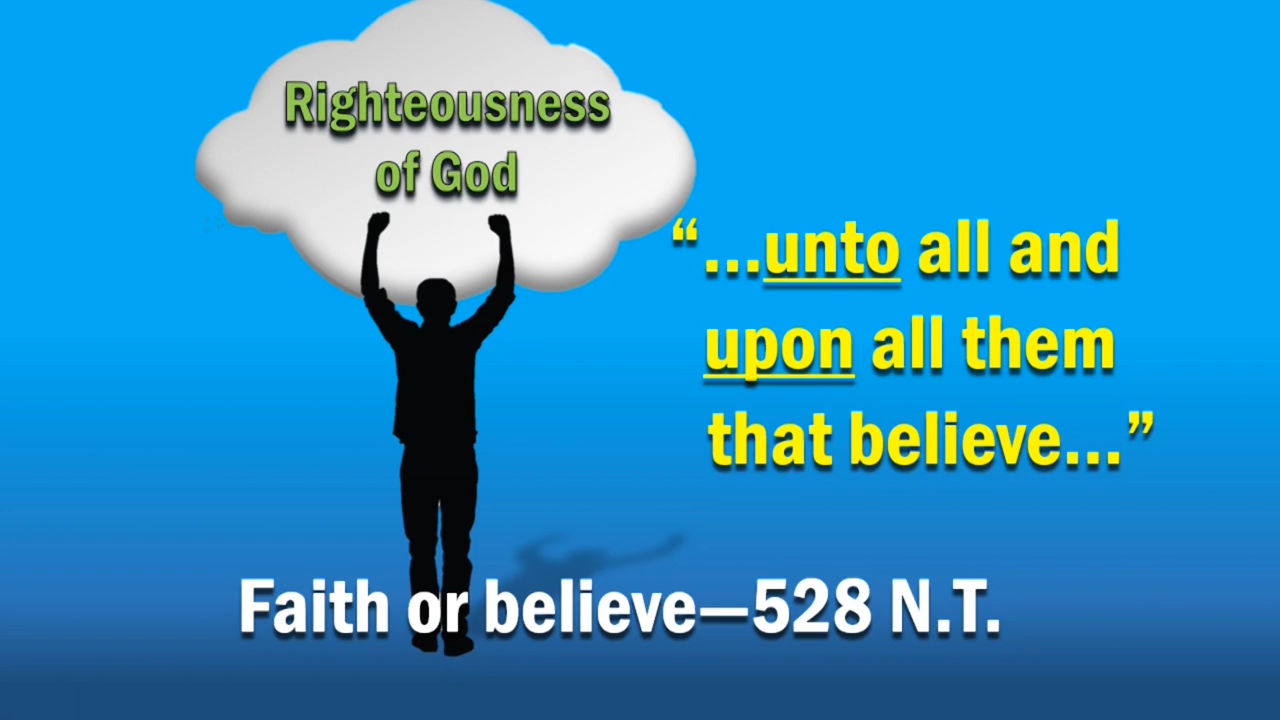 Righteousness
of God
“...unto all and
upon all them
that believe...”
Faith or believe—528 N.T.